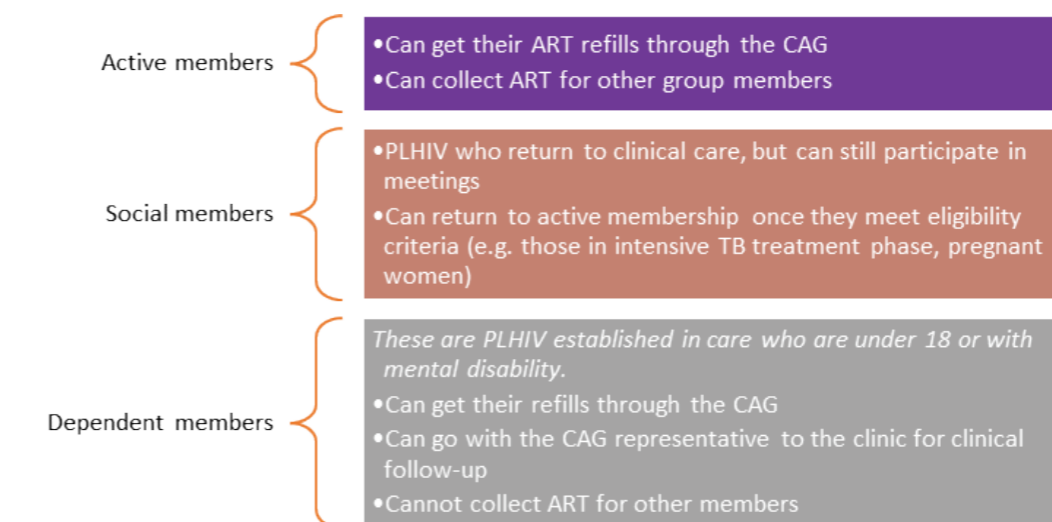 Active members
•Can get their ART refills through the CAG
•Can collect ART for other group members
Social members
•PLHIV who return to clinical care, but can still participate in
meetings
•Can return to active membership once they meet eligibility
criteria (e.g. those in intensive TB treatment phase, pregnant
women)
Dependent members
These are PLHIV established in care who are under 18 or with
mental disability.
•Can get their refills through the CAG
•Can go with the CAG representative to the clinic for clinical
follow-up
•Cannot collect ART for other members